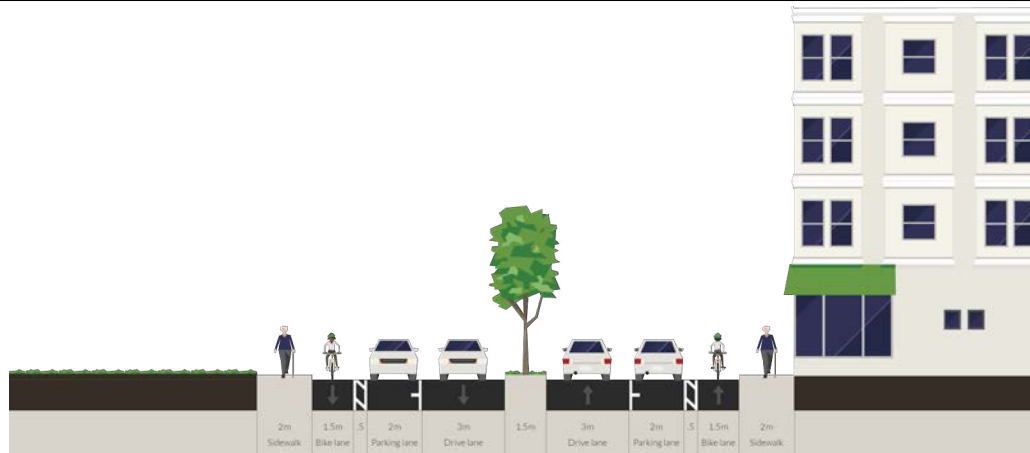 2m
Sidewalk
1.5m
Bike lane
.5
2m
Parking lane
3m
Drive lane
1.5m
3m
Drive lane
2m
Parking lane
.5
1.5m
Bike lane
2m
Sidewalk